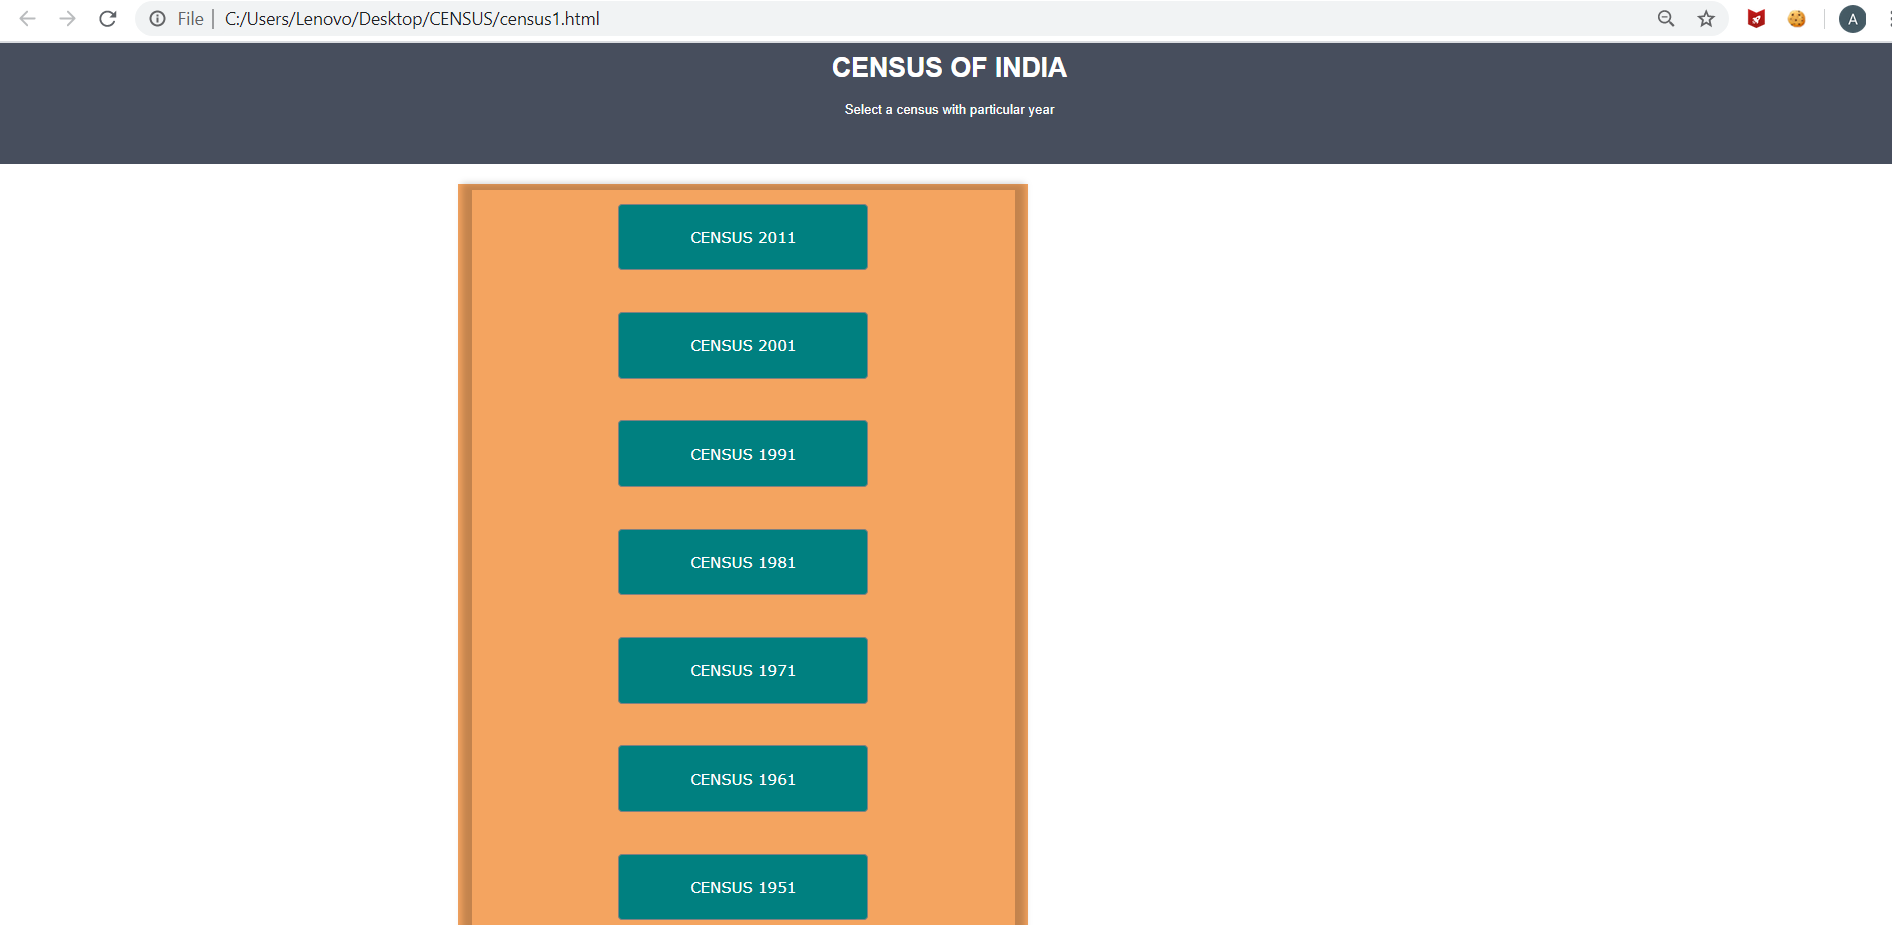 File C:/Users/Lenovo/Desktop/CENSUS/census1.html A
CENSUS OF INDIA
Select a census with particular year
CENSUS 2011
CENSUS 2001
CENSUS 1991
CENSUS 1981
CENSUS 1971
CENSUS 1961
CENSUS 1951